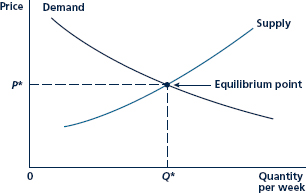 Price
Demand
Supply
P*
Equilibrium point
0
Q*
Quantity
per week